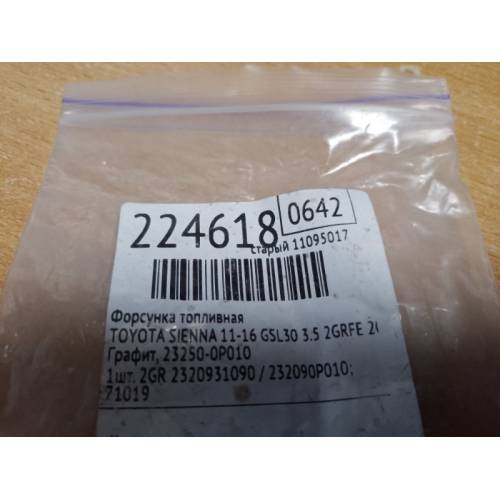 224618 0642
старый 11095017
Форсунка топливная
TOYOTA SIENNA 11-16 GSL30 3.5 2GRFE
Графит, 23250-0P010
1шт. 2GR 2320931090 / 232090P010;
71019